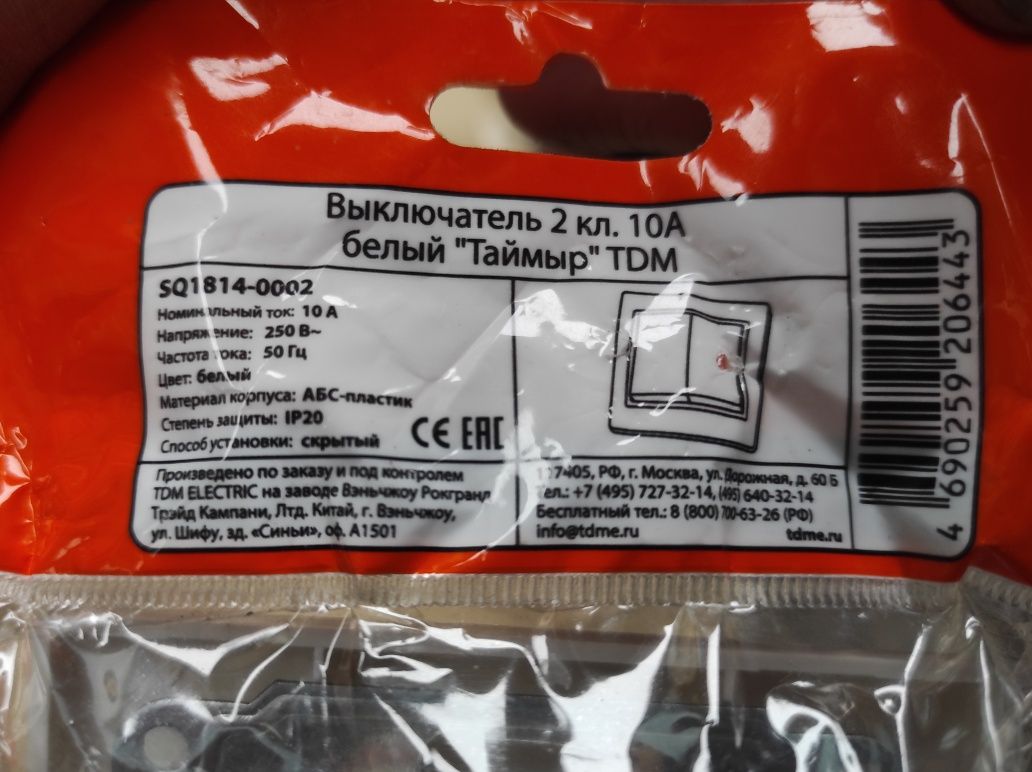 Выключатель 2 кл. 10А
белый "Таймыр" TDM
SQ1814-0002
Номинальный ток: 10 А
Напряжение: 250 В~
Частота тока: 50 Гц
Цвет: белый
Материал корпуса: АБС-пластик
Степень защиты: IP20
Способ установки: скрытый
CE EAC
Произведено по заказу и под контролем
TDM ELECTRIC на заводе Вэньчжоу Рокгранд
Трэйд Кампани, Лтд. Китай, г. Вэньчжоу,
ул. Шифу, зд. «Синьи», оф. А1501
117405, РФ, г. Москва, ул. Дорожная, д. 60 Б
Тел.: +7 (495) 727-32-14, (495) 640-32-14
Бесплатный тел.: 8 (800) 700-63-26 (РФ)
info@tdme.ru
tdme.ru
4 690259 206443